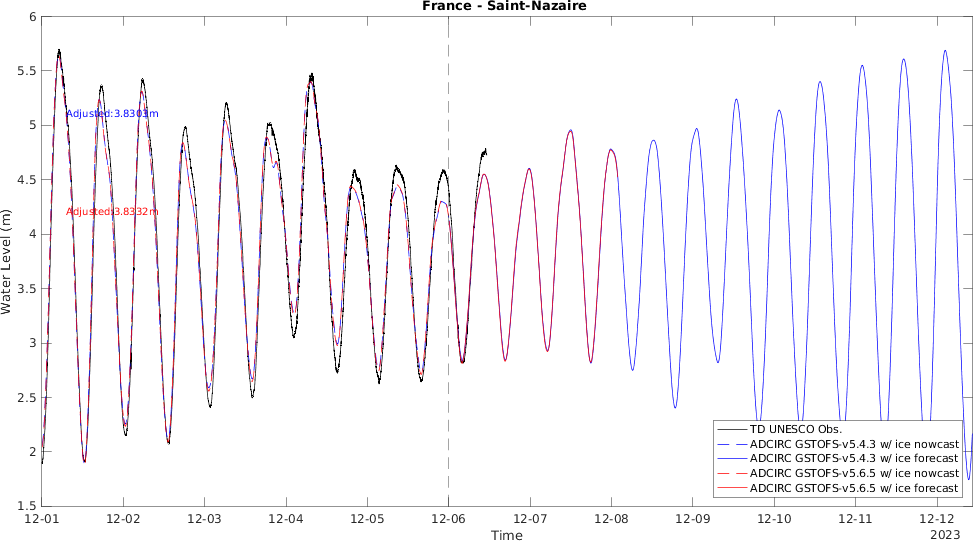 France - Saint-Nazaire
6
5.5
5
4.5
4
3.5
3
2.5
2
1.5
Water Level (m)
Adjusted:3.8303m
Adjusted:3.8332m
TD UNESCO Obs.
ADCIRC GSTOFS-v5.4.3 w/ ice nowcast
ADCIRC GSTOFS-v5.4.3 w/ ice forecast
ADCIRC GSTOFS-v5.6.5 w/ ice nowcast
ADCIRC GSTOFS-v5.6.5 w/ ice forecast
12-01 12-02 12-03 12-04 12-05 12-06 12-07 12-08 12-09 12-10 12-11 12-12
Time
2023